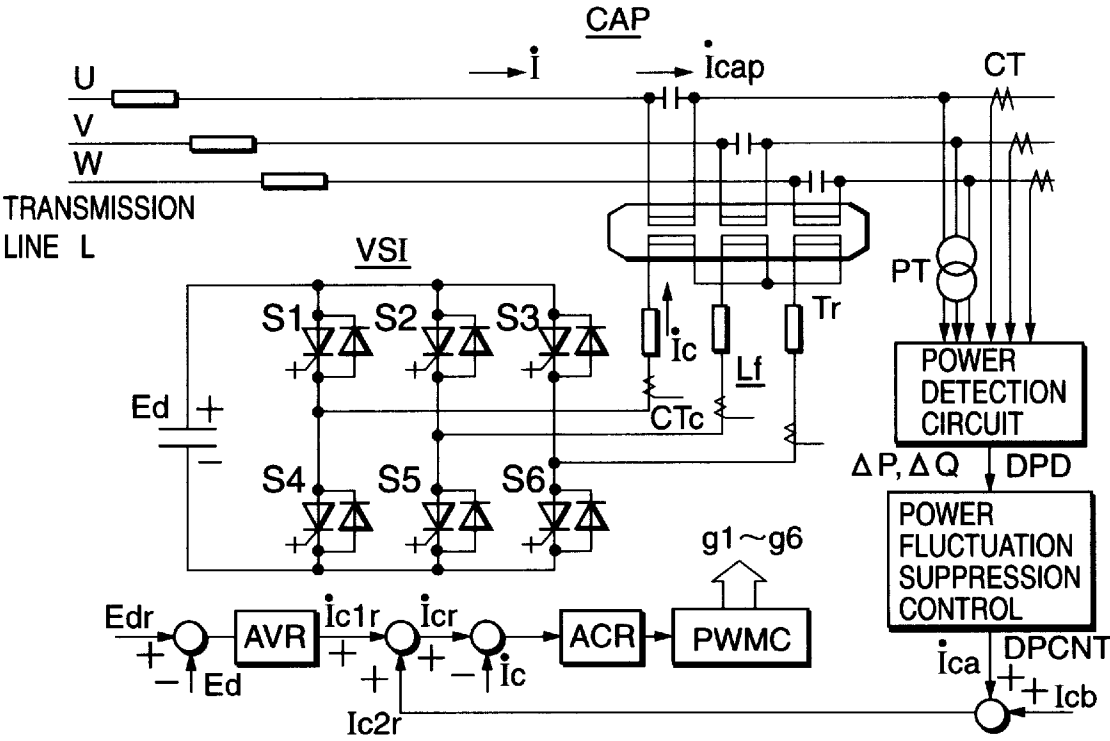 CAP
U
İ
İcap
CT
V
W
TRANSMISSION
LINE L
VSI
PT
S1
S2
S3
Tr
İc
Lf
POWER
DETECTION
CIRCUIT
Ed
+
-
CTc
ΔP, ΔQ
DPD
S4
S5
S6
POWER
FLUCTUATION
SUPPRESSION
CONTROL
g1~g6
Edr
+
-
Ed
AVR
İc1r
+
+
İcr
+
-
İc
ACR
PWMC
İca
DPCNT
+
+
Icb
Ic2r